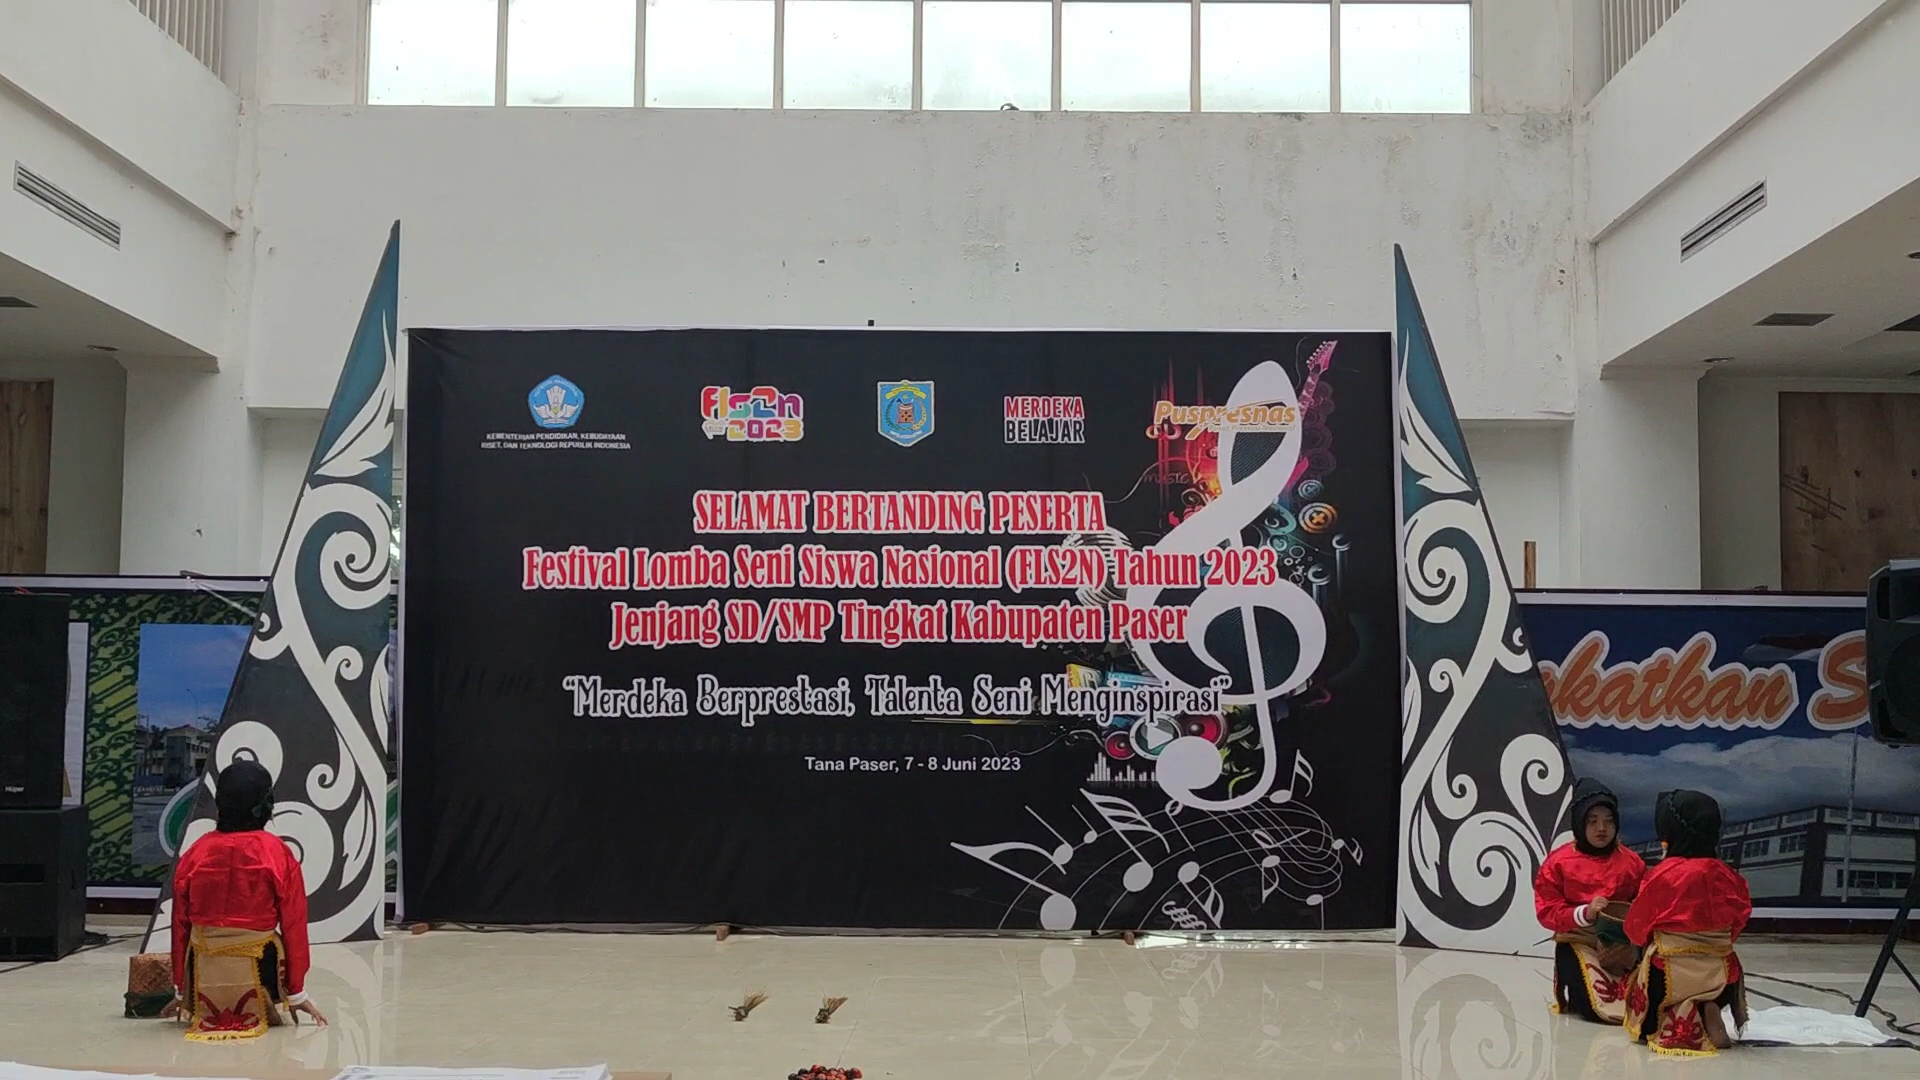 KEMENTERIAN PENDIDIKAN, KEBUDAYAAN
RISET, DAN TEKNOLOGI REPUBLIK INDONESIA
fls2n
2023
MERDEKA
BELAJAR
Puspresnas
music
SELAMAT BERTANDING PESERTA
Festival Lomba Seni Siswa Nasional (FLS2N) Tahun 2023
Jenjang SD/SMP Tingkat Kabupaten Paser
"Merdeka Berprestasi, Talenta Seni Menginspirasi"
Tana Paser, 7 - 8 Juni 2023
Huper